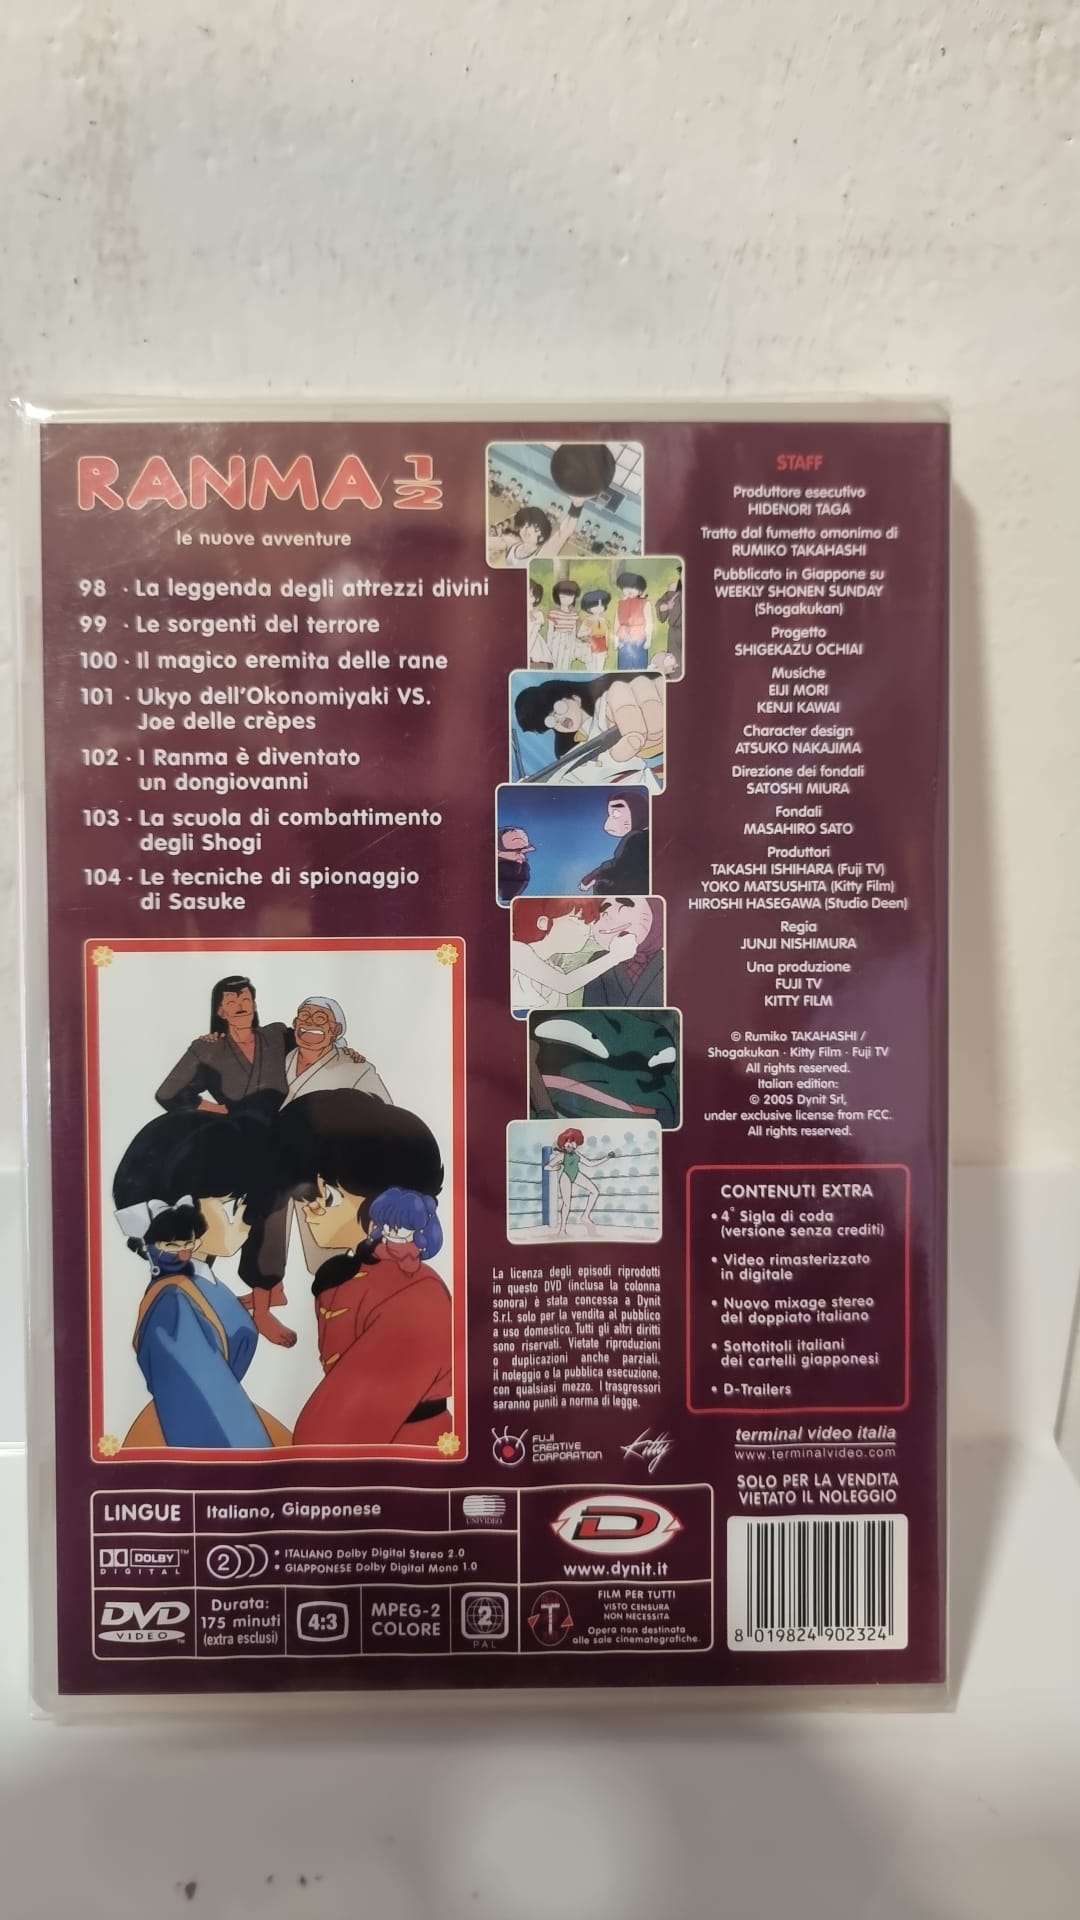 RANMA 1/2
le nuove avventure
98 · La leggenda degli attrezzi divini
99 · Le sorgenti del terrore
100 · Il magico eremita delle rane
101 · Ukyo dell'Okonomiyaki VS.
Joe delle crêpes
102 · I Ranma è diventato
un dongiovanni
103 · La scuola di combattimento
degli Shogi
104 · Le tecniche di spionaggio
di Sasuke
STAFF
Produttore esecutivo
HIDENORI TAGA
Tratto dal fumetto omonimo di
RUMIKO TAKAHASHI
Pubblicato in Giappone su
WEEKLY SHONEN SUNDAY
(Shogakukan)
Progetto
SHIGEKAZU OCHIAI
Musiche
EIJI MORI
KENJI KAWAI
Character design
ATSUKO NAKAJIMA
Direzione dei fondali
SATOSHI MIURA
Fondali
MASAHIRO SATO
Produttori
TAKASHI ISHIHARA (Fuji TV)
YOKO MATSUSHITA (Kitty Film)
HIROSHI HASEGAWA (Studio Deen)
Regia
JUNJI NISHIMURA
Una produzione
FUJI TV
KITTY FILM
© Rumiko TAKAHASHI /
Shogakukan · Kitty Film · Fuji TV
All rights reserved.
Italian edition:
© 2005 Dynit Srl,
under exclusive license from FCC.
All rights reserved.
CONTENUTI EXTRA
• 4° Sigla di coda
(versione senza crediti)
• Video rimasterizzato
in digitale
• Nuovo mixage stereo
del doppiato italiano
• Sottotitoli italiani
dei cartelli giapponesi
• D-Trailers
La licenza degli episodi riprodotti
in questo DVD (inclusa la colonna
sonora) è stata concessa a Dynit
S.r.l. solo per la vendita al pubblico
a uso domestico. Tutti gli altri diritti
sono riservati. Vietate riproduzioni
o duplicazioni anche parziali,
il noleggio o la pubblica esecuzione,
con qualsiasi mezzo. I trasgressori
saranno puniti a norma di legge.
FUJI
CREATIVE
CORPORATION
Kitty
terminal video italia
www.terminalvideo.com
SOLO PER LA VENDITA
VIETATO IL NOLEGGIO
LINGUE
Italiano, Giapponese
UNIVIDEO
DOLBY™
DIGITAL
2
• ITALIANO Dolby Digital Stereo 2.0
• GIAPPONESE Dolby Digital Mono 1.0
D
www.dynit.it
DVD
VIDEO™
Durata:
175 minuti
(extra esclusi)
4:3
MPEG-2
COLORE
2
PAL
T
FILM PER TUTTI
VISTO CENSURA
NON NECESSITA
Opera non destinata
alle sale cinematografiche.
8 019824 902324